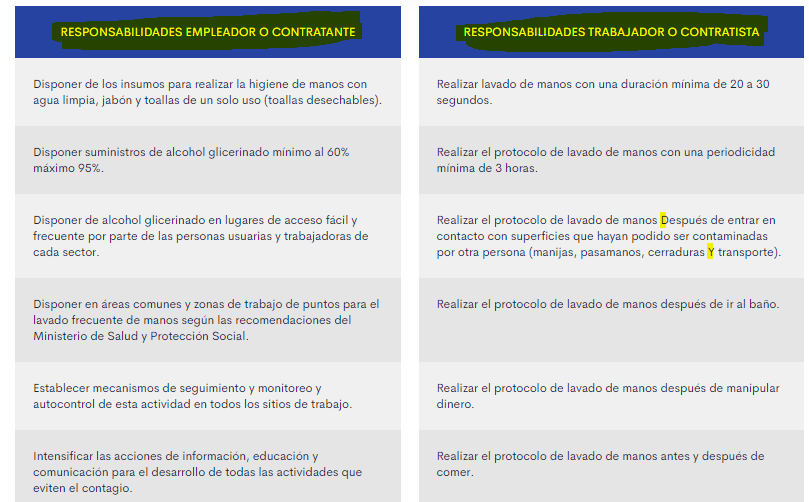 RESPONSABILIDADES EMPLEADOR O CONTRATANTE
Disponer de los insumos para realizar la higiene de manos con
agua limpia, jabón y toallas de un solo uso (toallas desechables).
Disponer suministros de alcohol glicerinado mínimo al 60%
máximo 95%.
Disponer de alcohol glicerinado en lugares de acceso fácil y
frecuente por parte de las personas usuarias y trabajadoras de
cada sector.
Disponer en áreas comunes y zonas de trabajo de puntos para el
lavado frecuente de manos según las recomendaciones del
Ministerio de Salud y Protección Social.
Establecer mecanismos de seguimiento y monitoreo y
autocontrol de esta actividad en todos los sitios de trabajo.
Intensificar las acciones de información, educación y
comunicación para el desarrollo de todas las actividades que
eviten el contagio.
RESPONSABILIDADES TRABAJADOR O CONTRATISTA
Realizar lavado de manos con una duración mínima de 20 a 30
segundos.
Realizar el protocolo de lavado de manos con una periodicidad
mínima de 3 horas.
Realizar el protocolo de lavado de manos Después de entrar en
contacto con superficies que hayan podido ser contaminadas
por otra persona (manijas, pasamanos, cerraduras Y transporte).
Realizar el protocolo de lavado de manos después de ir al baño.
Realizar el protocolo de lavado de manos después de manipular
dinero.
Realizar el protocolo de lavado de manos antes y después de
comer.